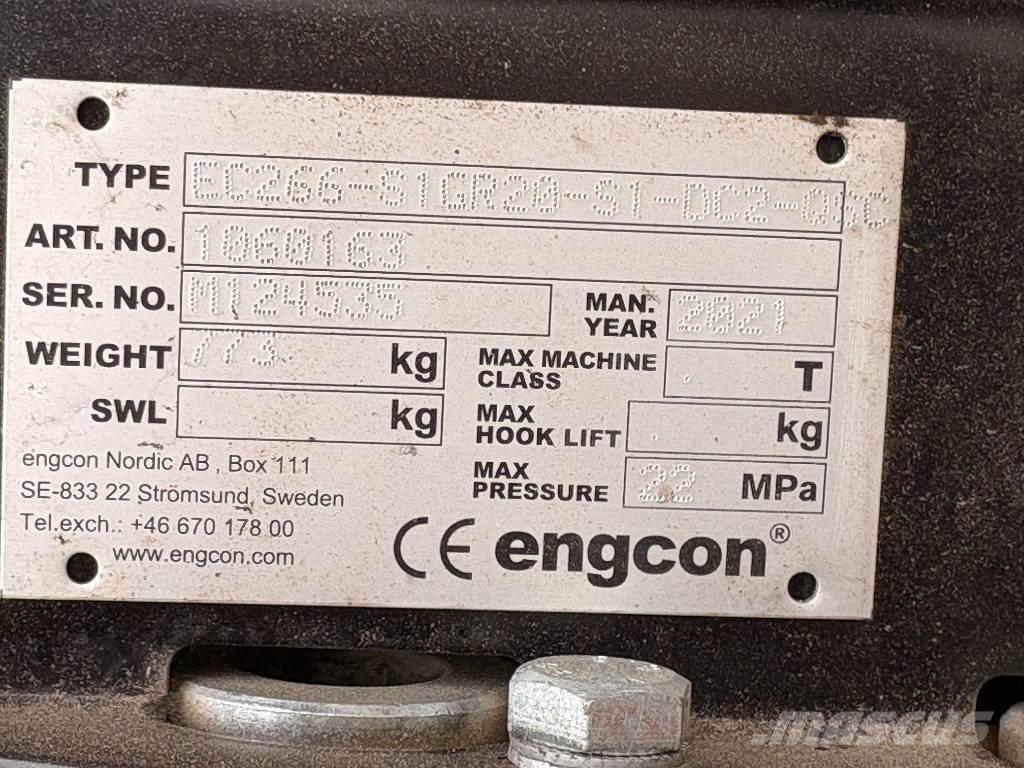 TYPE EC266-S1GR20-S1-DC2-QSC
ART. NO. 1060163
SER. NO. M124535 MAN. YEAR 2021
WEIGHT 773 kg MAX MACHINE CLASS T
SWL kg MAX HOOK LIFT kg
MAX PRESSURE 22 MPa
engcon Nordic AB , Box 111
SE-833 22 Strömsund, Sweden
Tel.exch.: +46 670 178 00
www.engcon.com
CE engcon®
mascus